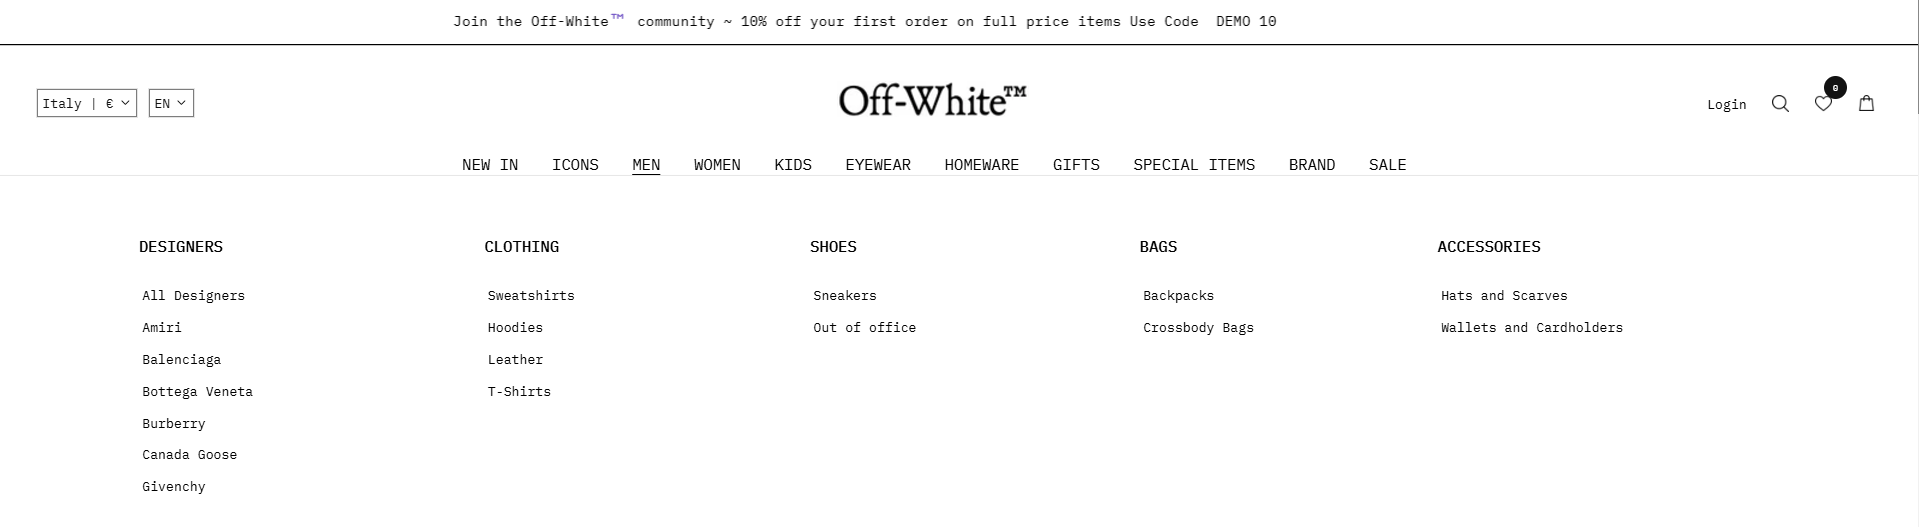 Join the Off-White™ community ~ 10% off your first order on full price items Use Code DEMO 10
Italy | €
EN
Off-White™
Login
0
NEW IN ICONS MEN WOMEN KIDS EYEWEAR HOMEWARE GIFTS SPECIAL ITEMS BRAND SALE
DESIGNERS
All Designers
Amiri
Balenciaga
Bottega Veneta
Burberry
Canada Goose
Givenchy
CLOTHING
Sweatshirts
Hoodies
Leather
T-Shirts
SHOES
Sneakers
Out of office
BAGS
Backpacks
Crossbody Bags
ACCESSORIES
Hats and Scarves
Wallets and Cardholders